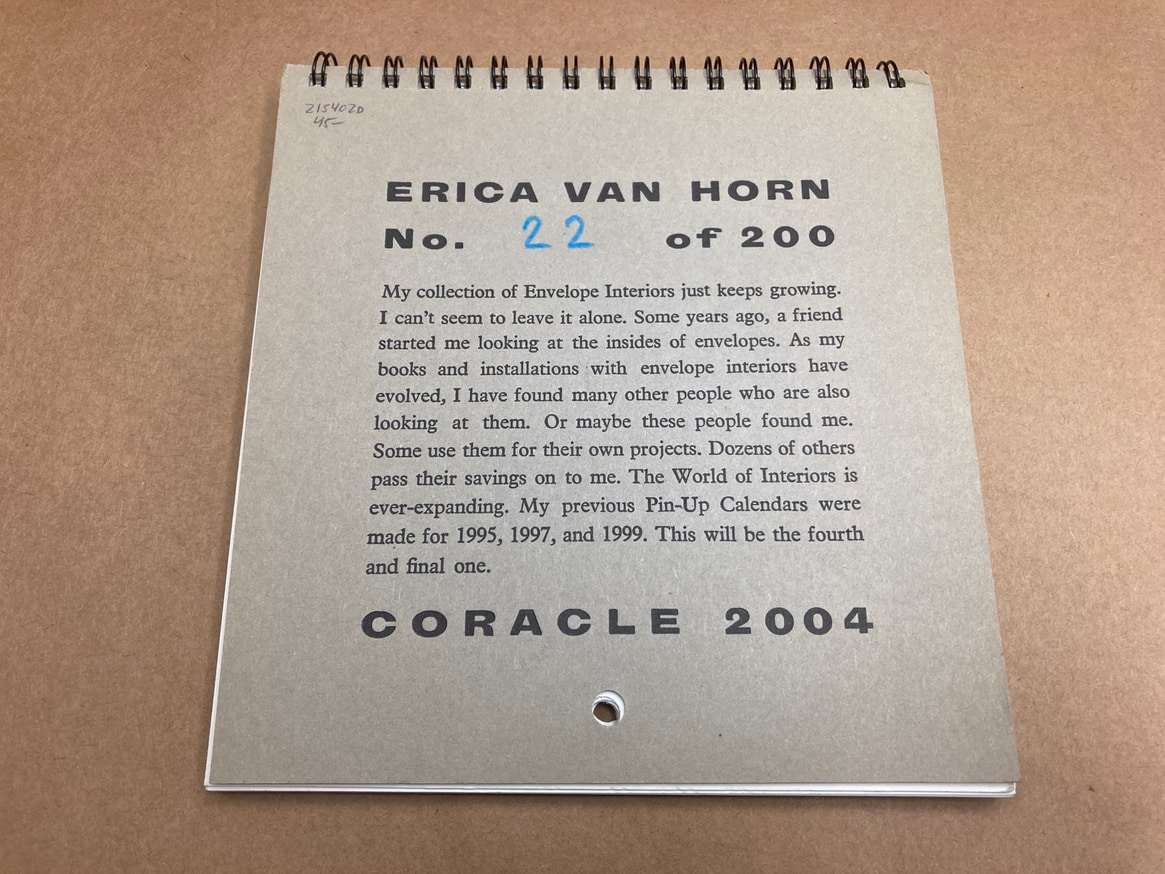 215402D
45—
ERICA VAN HORN
No. 22 of 200
My collection of Envelope Interiors just keeps growing.
I can't seem to leave it alone. Some years ago, a friend
started me looking at the insides of envelopes. As my
books and installations with envelope interiors have
evolved, I have found many other people who are also
looking at them. Or maybe these people found me.
Some use them for their own projects. Dozens of others
pass their savings on to me. The World of Interiors is
ever-expanding. My previous Pin-Up Calendars were
made for 1995, 1997, and 1999. This will be the fourth
and final one.
CORACLE 2004